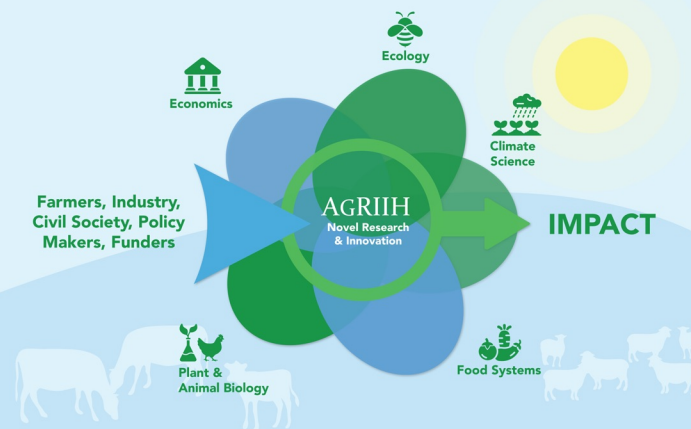 Ecology
Economics
Climate
Science
Farmers, Industry,
Civil Society, Policy
Makers, Funders
AGRIIH
Novel Research
& Innovation
IMPACT
Plant &
Animal Biology
Food Systems